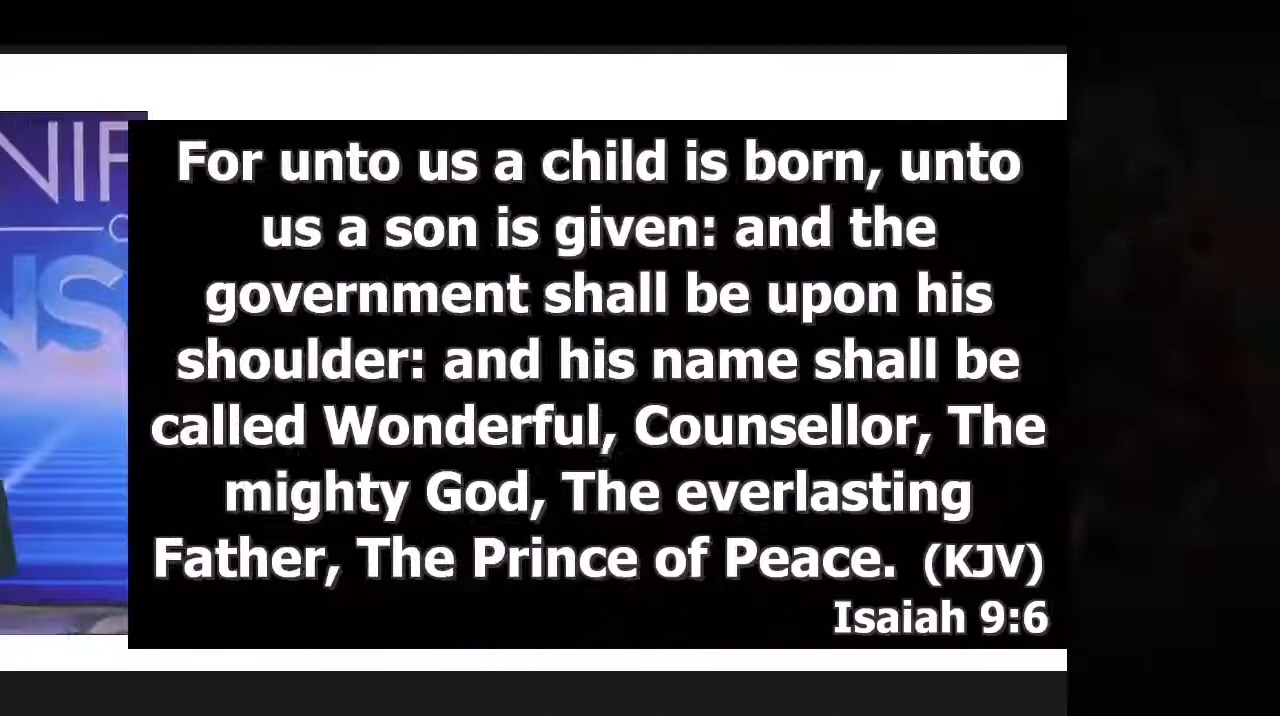 For unto us a child is born, unto
us a son is given: and the
government shall be upon his
shoulder: and his name shall be
called Wonderful, Counsellor, The
mighty God, The everlasting
Father, The Prince of Peace. (KJV)
Isaiah 9:6